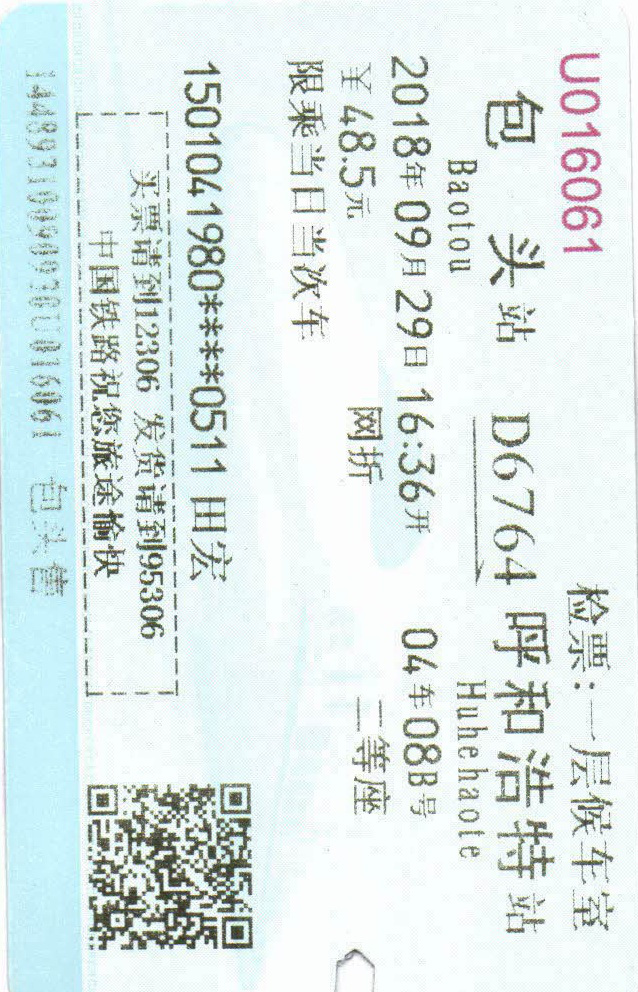 U016061 检票:一层候车室
包头站 D6764 呼和浩特站
Baotou Huhehaote
2018年09月29日 16:36开 04车08B号
￥48.5元 网折 二等座
限乘当日当次车
1501041980****0511 田宏
买票请到12306 发货请到95306
中国铁路祝您旅途愉快
14489310090930U016061 包头售